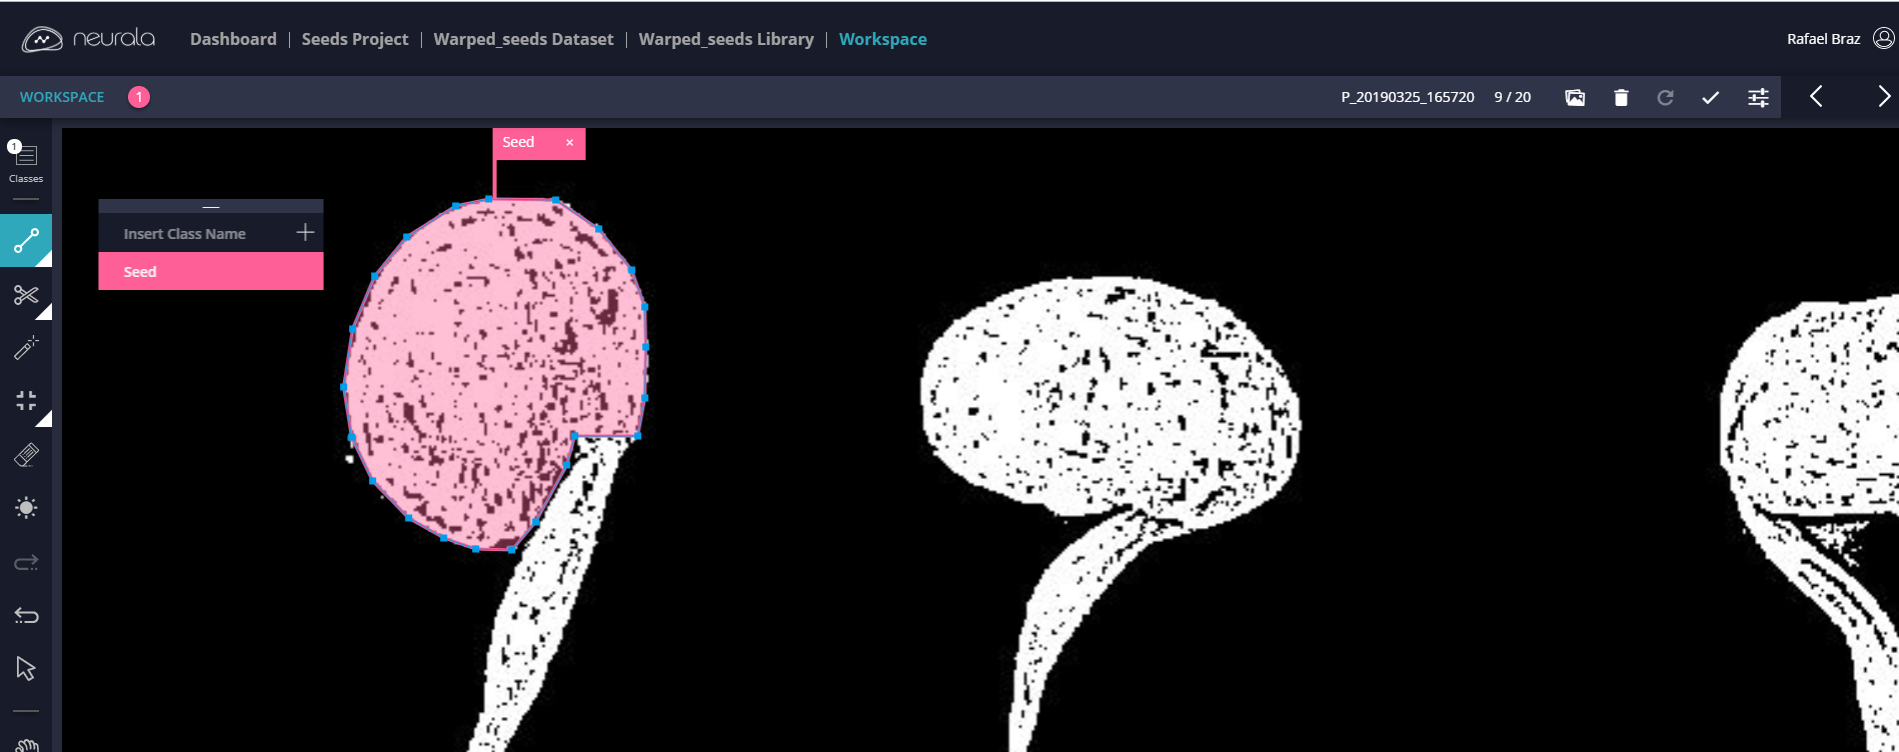 neurala Dashboard | Seeds Project | Warped_seeds Dataset | Warped_seeds Library | Workspace Rafael Braz
WORKSPACE 1 P_20190325_165720 9 / 20
Seed ×
1
Classes
Insert Class Name +
Seed